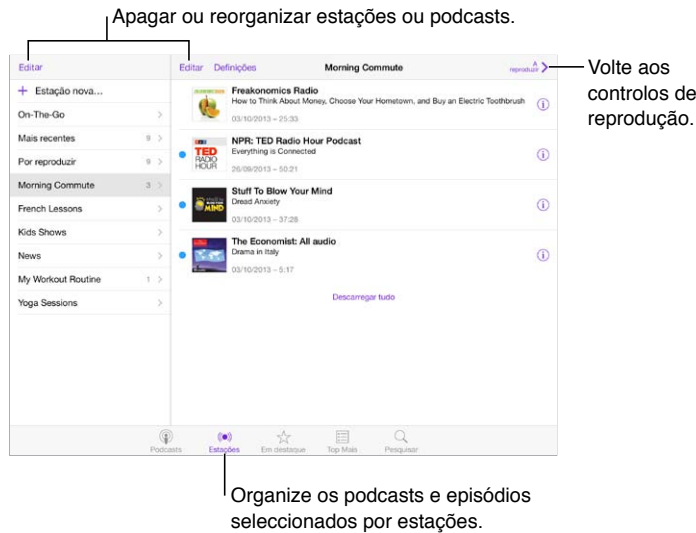 Apagar ou reorganizar estações ou podcasts.
Editar
Editar Definições Morning Commute A reproduzir
Volte aos
controlos de
reprodução.
+ Estação nova...
On-The-Go
Mais recentes 9
Por reproduzir 9
Morning Commute 3
French Lessons
Kids Shows
News
My Workout Routine 1
Yoga Sessions
Freakonomics Radio
How to Think About Money, Choose Your Hometown, and Buy an Electric Toothbrush
03/10/2013 – 25:33
TED
RADIO
HOUR
NPR: TED Radio Hour Podcast
Everything is Connected
26/09/2013 – 50:21
MIND
Stuff To Blow Your Mind
Dread Anxiety
03/10/2013 – 37:28
The Economist: All audio
Drama in Italy
03/10/2013 – 5:17
Descarregar tudo
Podcasts Estações Em destaque Top Mais Pesquisar
Organize os podcasts e episódios
seleccionados por estações.